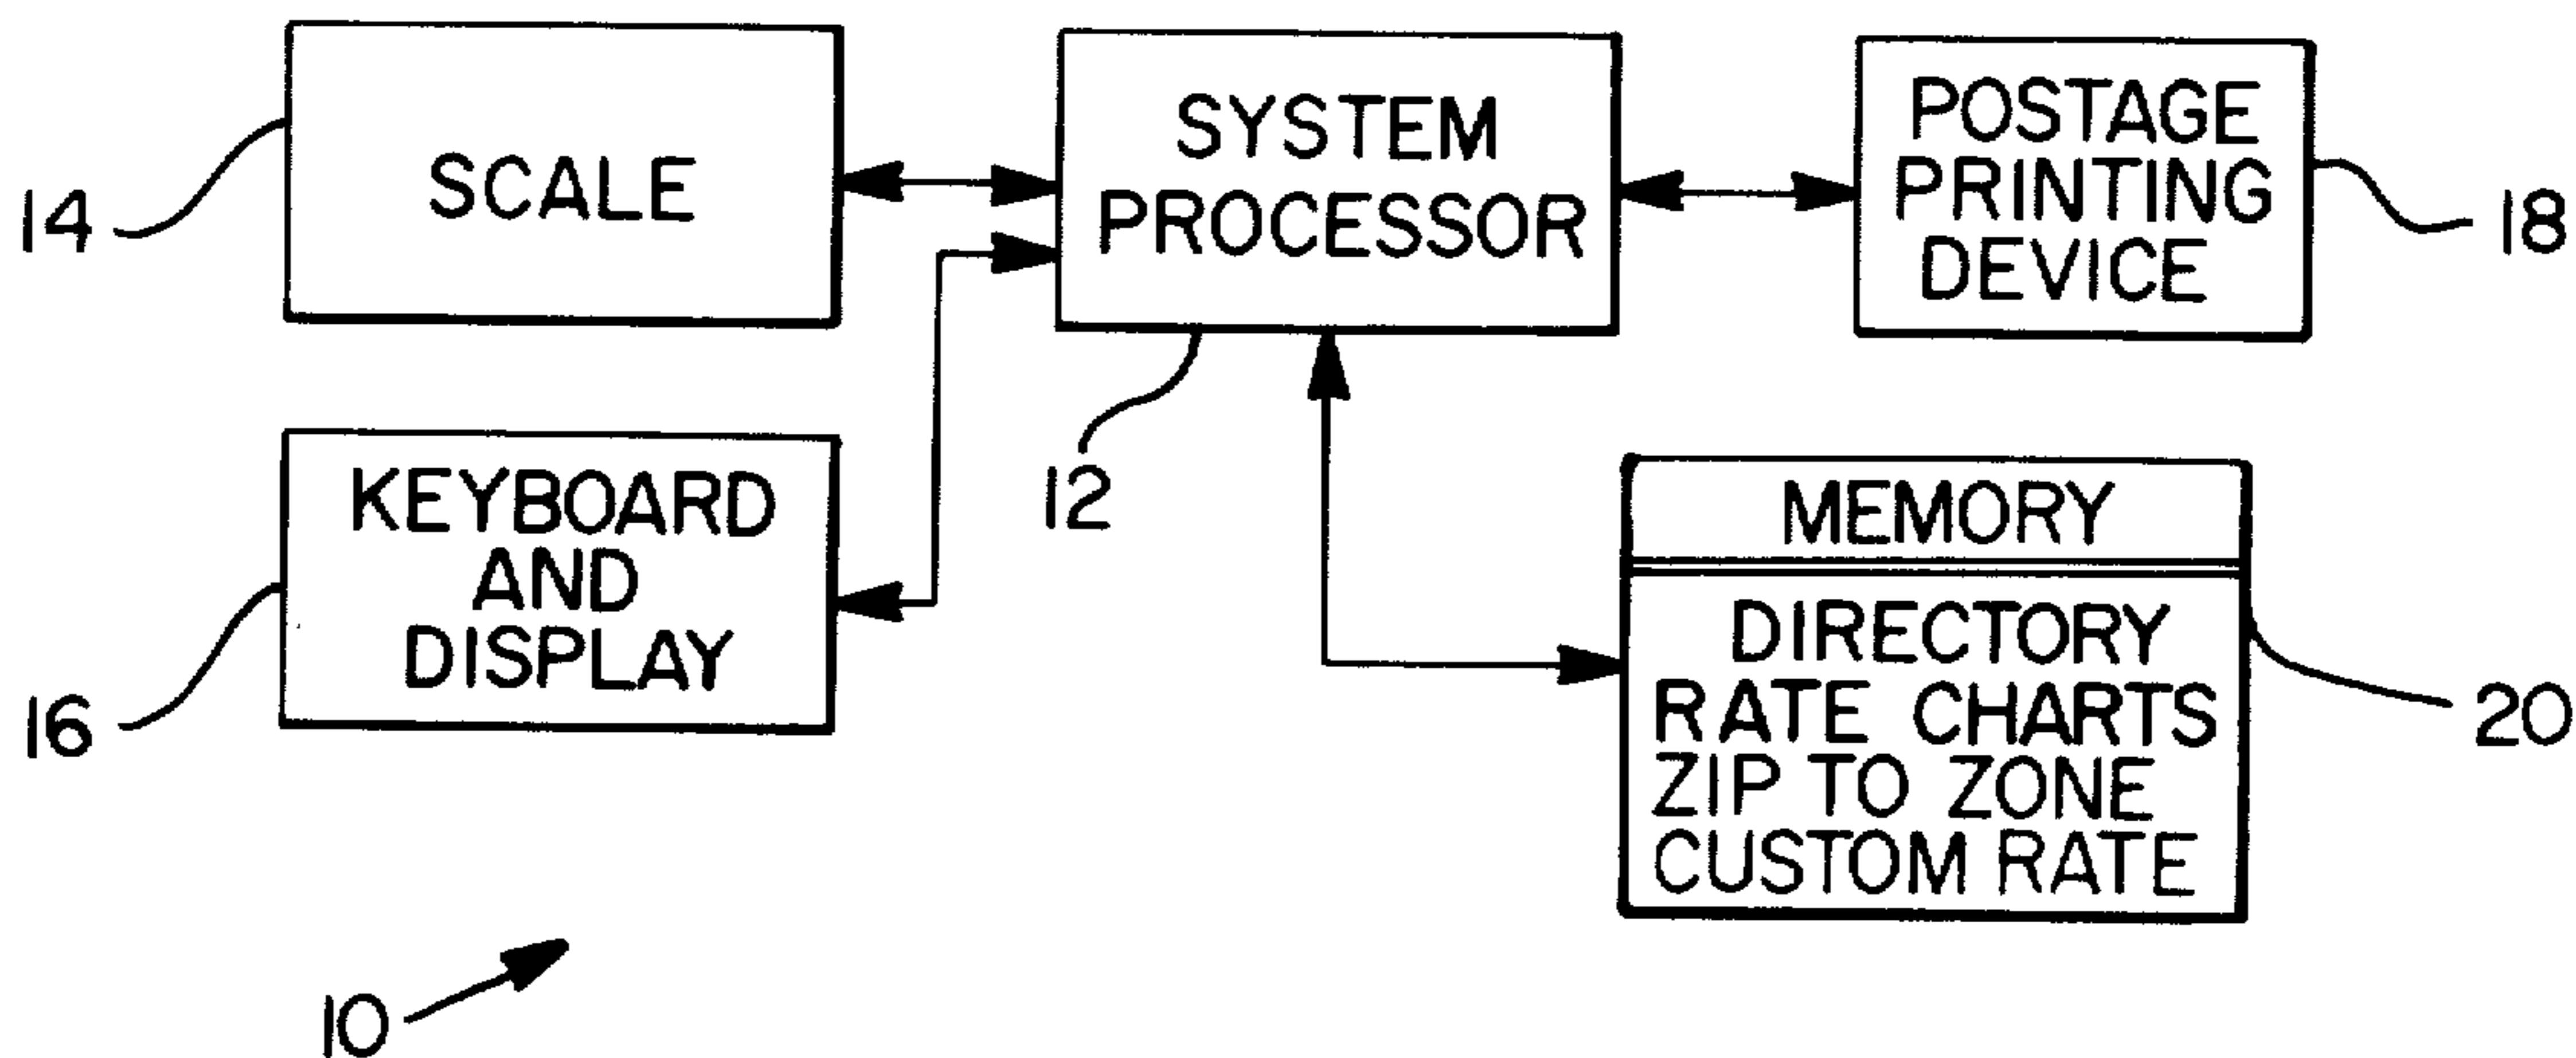 SCALE
14
SYSTEM
PROCESSOR
12
POSTAGE
PRINTING
DEVICE
18
KEYBOARD
AND
DISPLAY
16
MEMORY
DIRECTORY
RATE CHARTS
ZIP TO ZONE
CUSTOM RATE
20
10